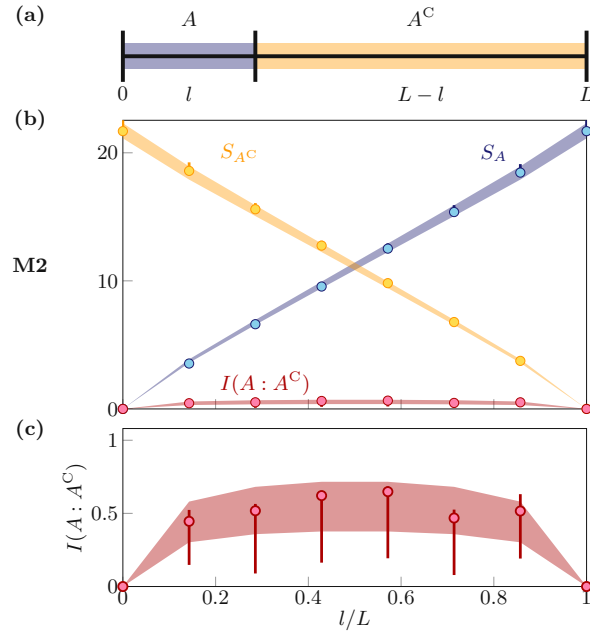 (a)
A A^C
0 l L − l L
(b)
20
S_{A^C} S_A
M2
10
I(A : A^C)
0
(c)
1
I(A : A^C)
0.5
0
0 0.2 0.4 0.6 0.8 1
l/L